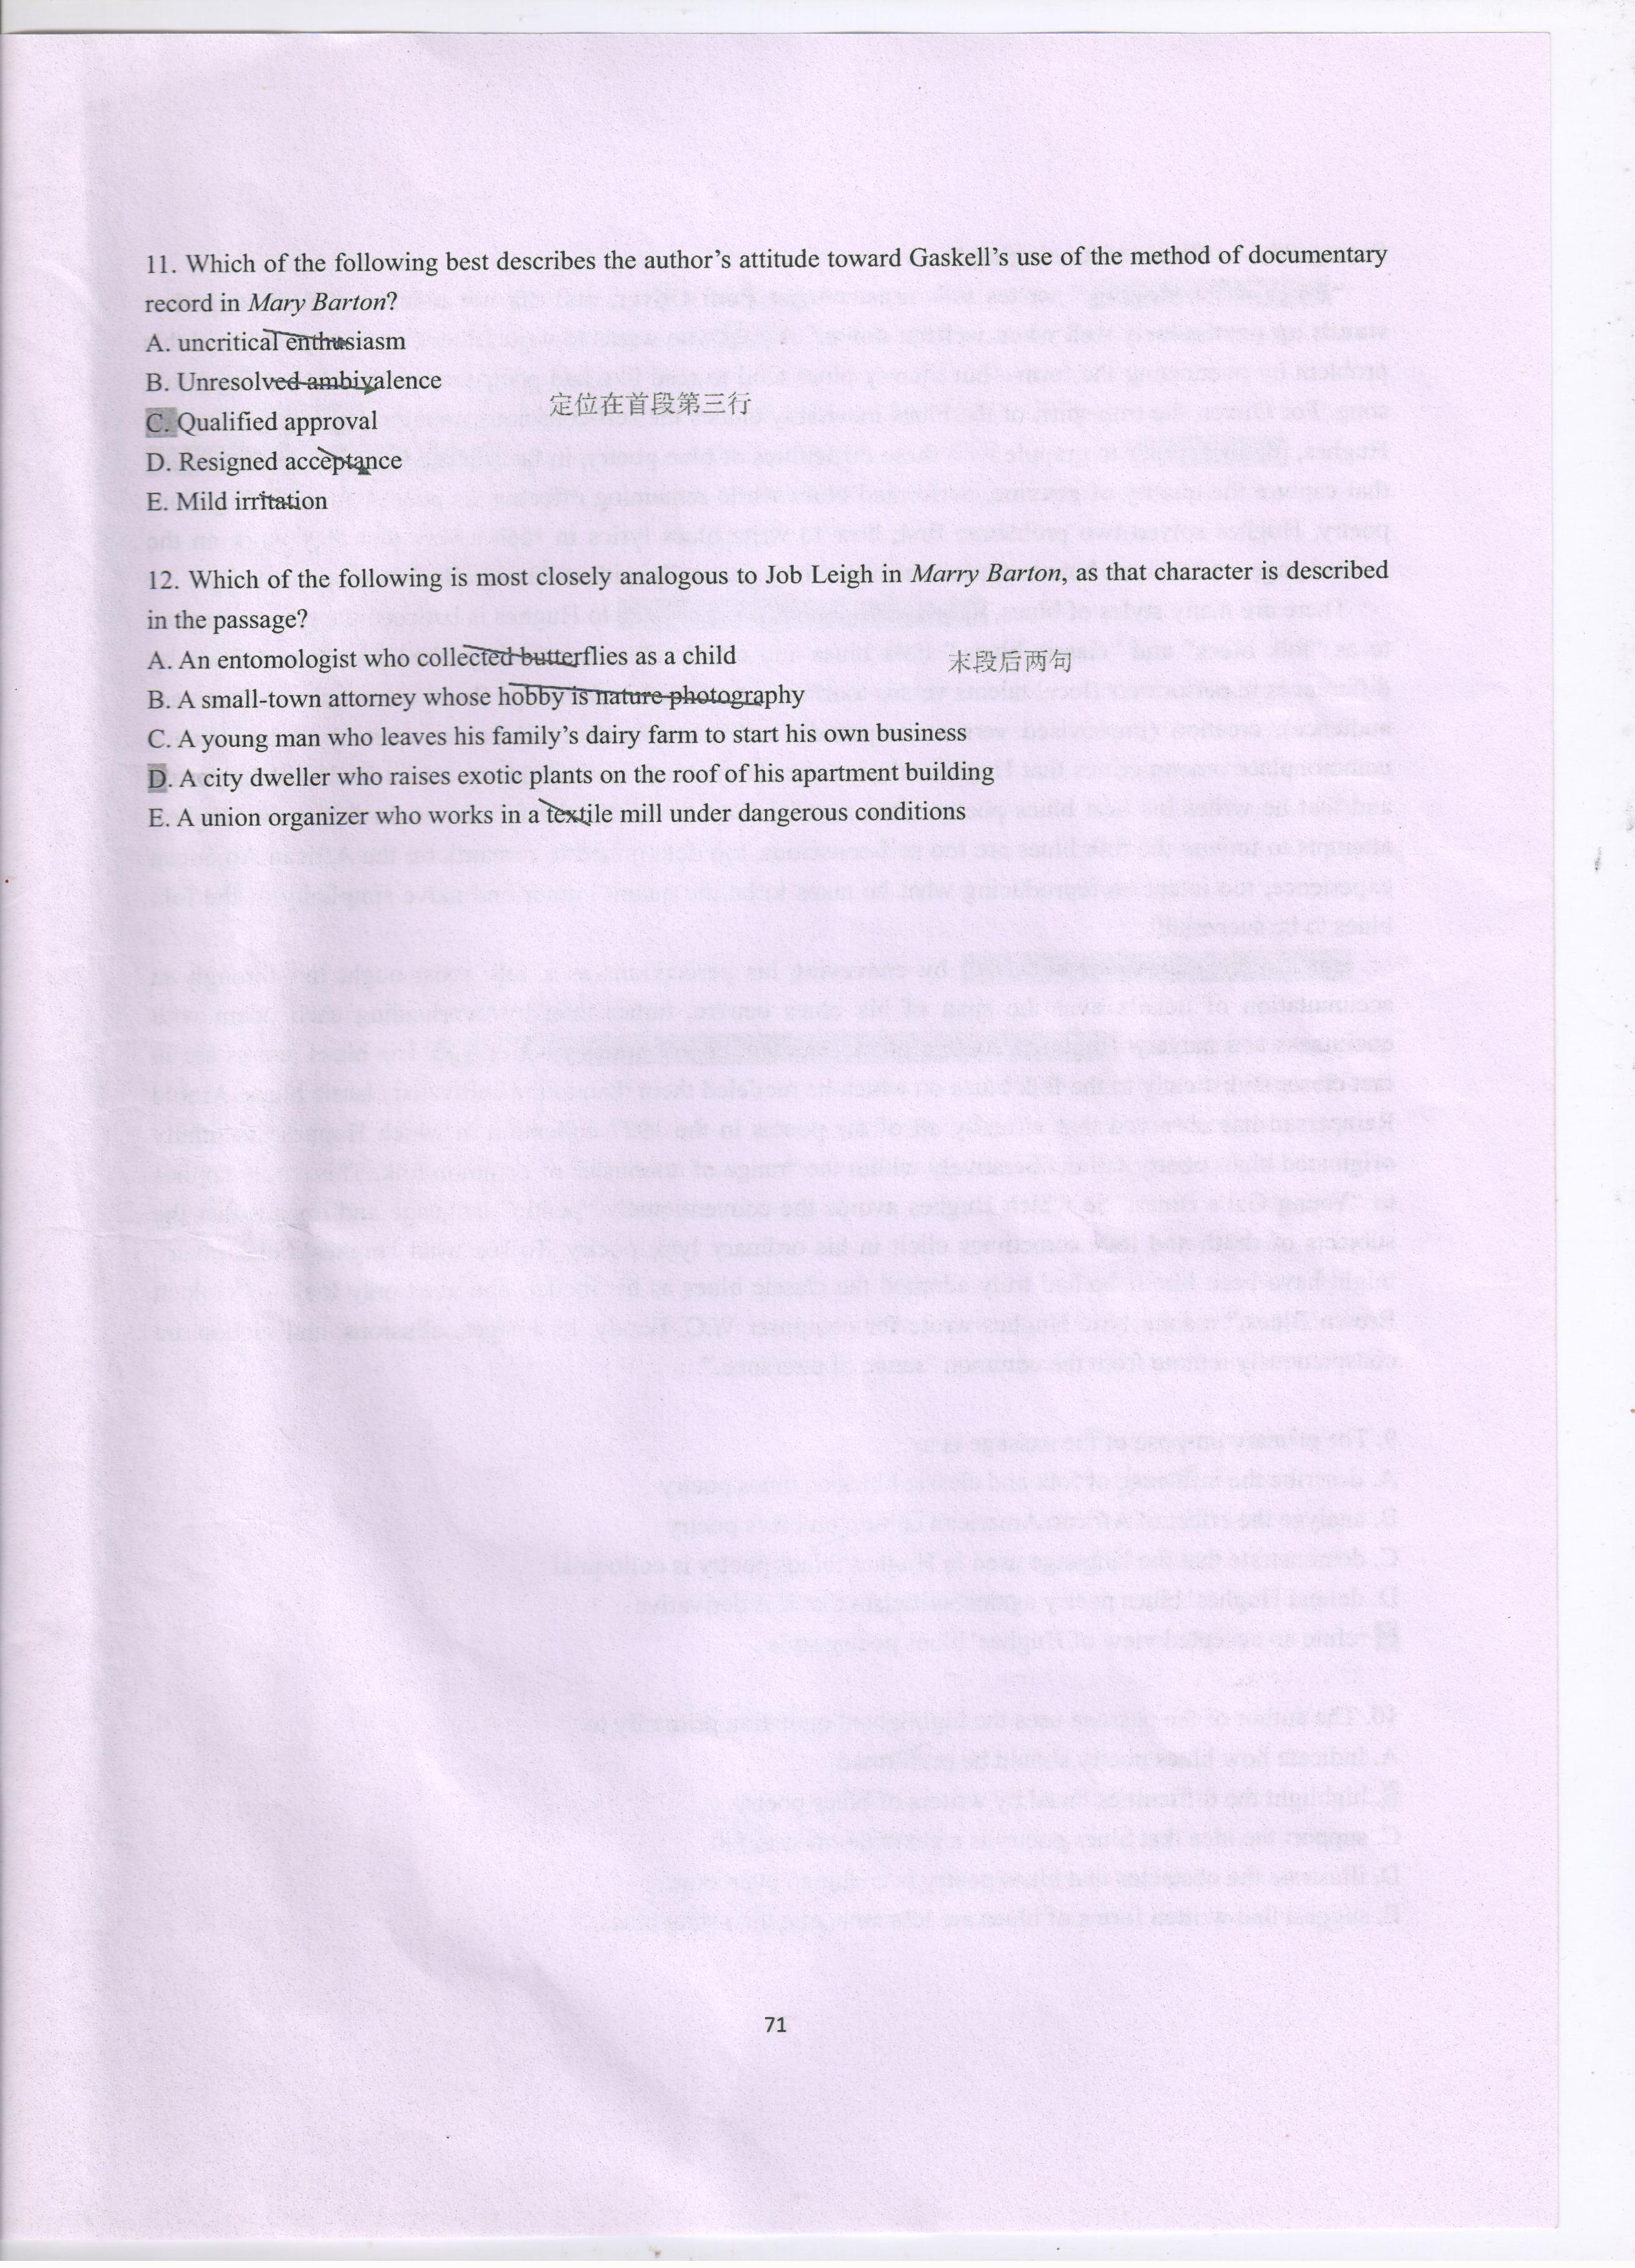 11. Which of the following best describes the author’s attitude toward Gaskell’s use of the method of documentary
record in Mary Barton?
A. uncritical enthusiasm
B. Unresolved ambivalence
定位在首段第三行
C. Qualified approval
D. Resigned acceptance
E. Mild irritation
12. Which of the following is most closely analogous to Job Leigh in Marry Barton, as that character is described
in the passage?
A. An entomologist who collected butterflies as a child
末段后两句
B. A small-town attorney whose hobby is nature photography
C. A young man who leaves his family’s dairy farm to start his own business
D. A city dweller who raises exotic plants on the roof of his apartment building
E. A union organizer who works in a textile mill under dangerous conditions
71